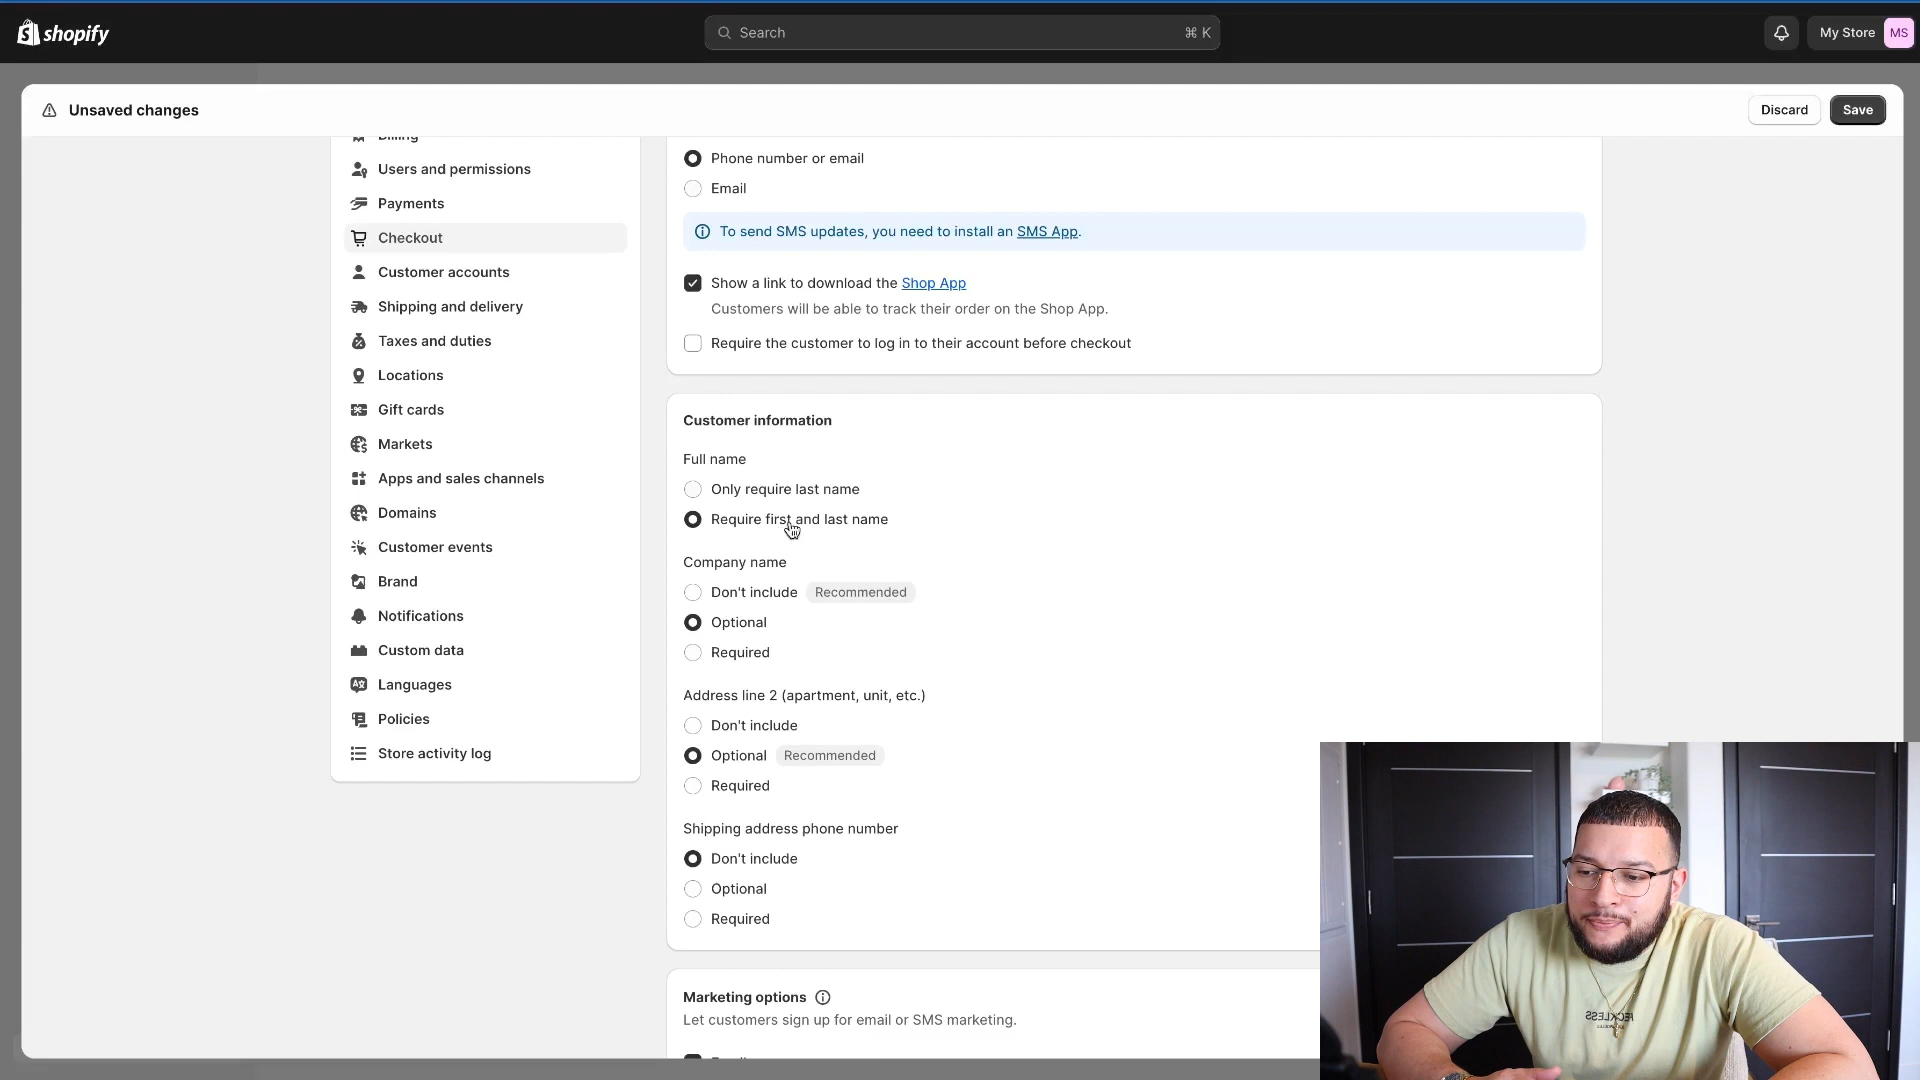 shopify
Search
⌘ K
My Store
MS
Unsaved changes
Discard
Save
Billing
Users and permissions
Payments
Checkout
Customer accounts
Shipping and delivery
Taxes and duties
Locations
Gift cards
Markets
Apps and sales channels
Domains
Customer events
Brand
Notifications
Custom data
Languages
Policies
Store activity log
Phone number or email
Email
To send SMS updates, you need to install an SMS App.
Show a link to download the Shop App
Customers will be able to track their order on the Shop App.
Require the customer to log in to their account before checkout
Customer information
Full name
Only require last name
Require first and last name
Company name
Don't include Recommended
Optional
Required
Address line 2 (apartment, unit, etc.)
Don't include
Optional Recommended
Required
Shipping address phone number
Don't include
Optional
Required
Marketing options
Let customers sign up for email or SMS marketing.
RECKLESS